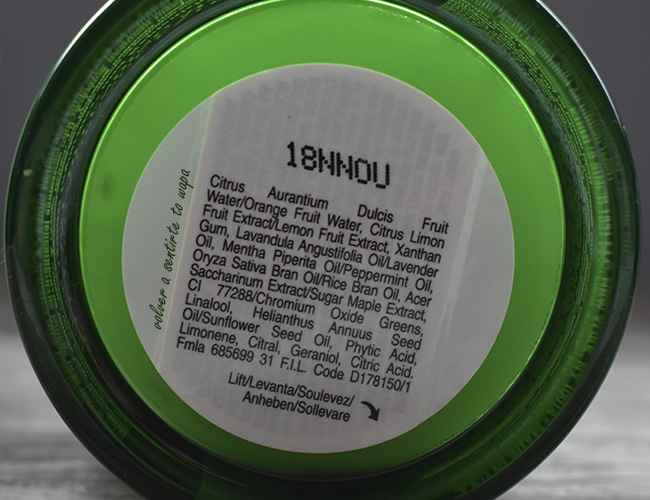 18NNOU
Citrus Aurantium Dulcis Fruit
Water/Orange Fruit Water, Citrus Limon
Fruit Extract/Lemon Fruit Extract, Xanthan
Gum, Lavandula Angustifolia Oil/Lavender
Oil, Mentha Piperita Oil/Peppermint Oil,
Oryza Sativa Bran Oil/Rice Bran Oil, Acer
Saccharinum Extract/Sugar Maple Extract,
CI 77288/Chromium Oxide Greens,
Linalool, Helianthus Annuus Seed
Oil/Sunflower Seed Oil, Phytic Acid,
Limonene, Citral, Geraniol, Citric Acid.
Fmla 685699 31 F.I.L. Code D178150/1
Lift/Levanta/Soulevez/
Anheben/Sollevare
volver a sentirte to wapa